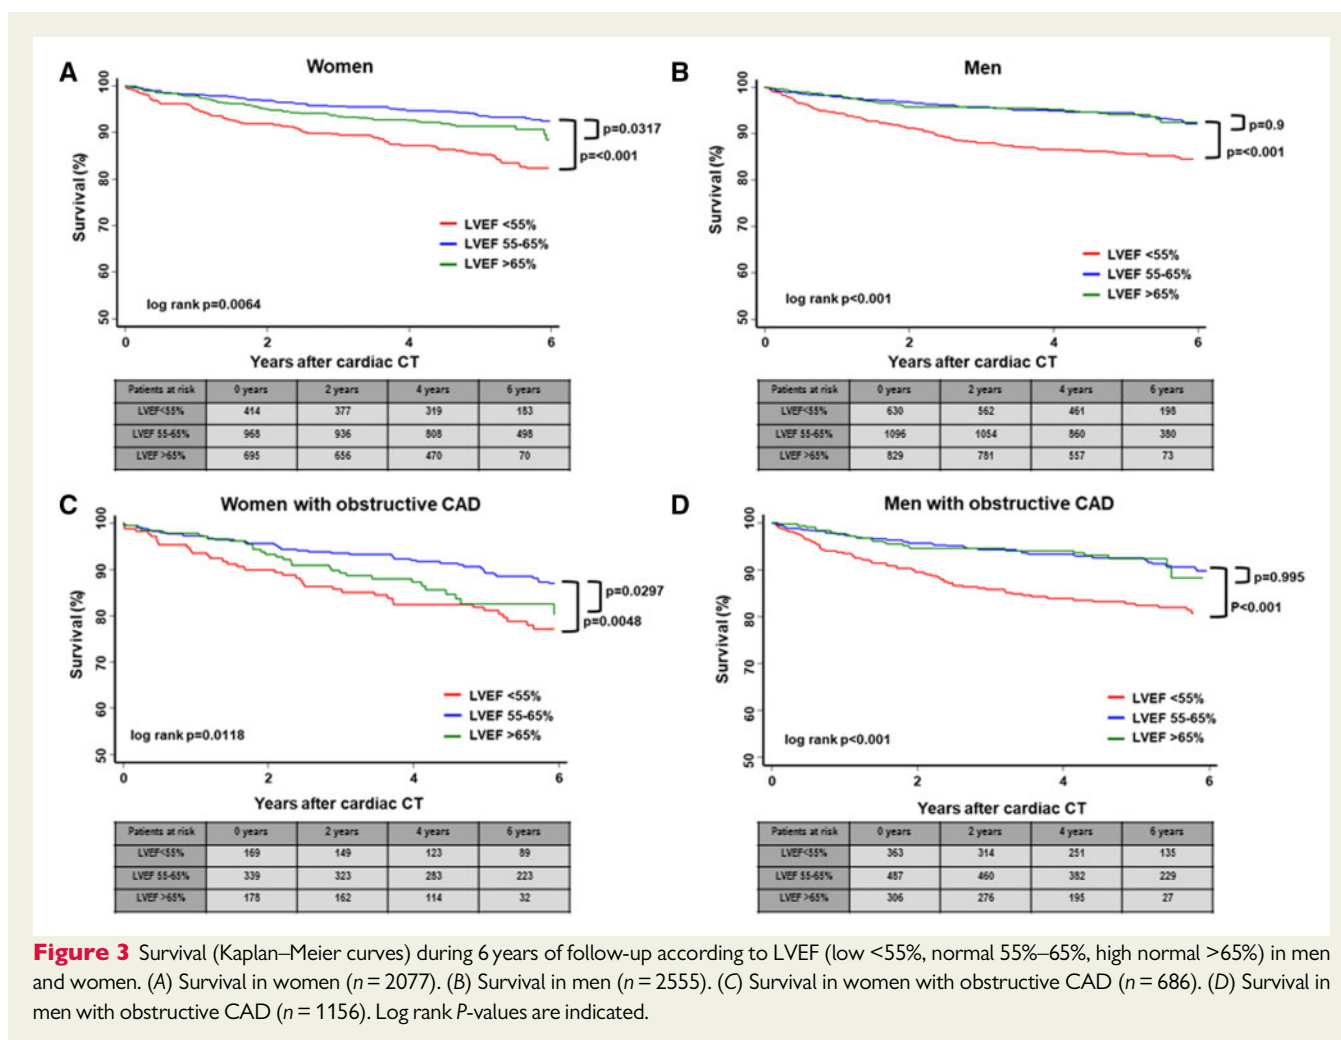 A
Women
100
90
80
70
60
50
Survival (%)
p=0.0317
p=<0.001
LVEF <55%
LVEF 55-65%
LVEF >65%
log rank p=0.0064
0 2 4 6
Years after cardiac CT
Patients at risk 0 years 2 years 4 years 6 years
LVEF<55% 414 377 319 183
LVEF 55-65% 968 936 808 498
LVEF >65% 695 656 470 70
B
Men
100
90
80
70
60
50
Survival (%)
p=0.9
p=<0.001
LVEF <55%
LVEF 55-65%
LVEF >65%
log rank p<0.001
0 2 4 6
Years after cardiac CT
Patients at risk 0 years 2 years 4 years 6 years
LVEF<55% 630 562 461 198
LVEF 55-65% 1096 1054 860 380
LVEF >65% 829 781 557 73
C
Women with obstructive CAD
100
90
80
70
60
50
Survival (%)
p=0.0297
p=0.0048
LVEF <55%
LVEF 55-65%
LVEF >65%
log rank p=0.0118
0 2 4 6
Years after cardiac CT
Patients at risk 0 years 2 years 4 years 6 years
LVEF<55% 169 149 123 89
LVEF 55-65% 339 323 283 223
LVEF >65% 178 162 114 32
D
Men with obstructive CAD
100
90
80
70
60
50
Survival (%)
p=0.995
P<0.001
LVEF <55%
LVEF 55-65%
LVEF >65%
log rank p<0.001
0 2 4 6
Years after cardiac CT
Patients at risk 0 years 2 years 4 years 6 years
LVEF<55% 363 314 251 135
LVEF 55-65% 487 460 382 229
LVEF >65% 306 276 195 27
Figure 3 Survival (Kaplan–Meier curves) during 6 years of follow-up according to LVEF (low <55%, normal 55%–65%, high normal >65%) in men
and women. (A) Survival in women (n = 2077). (B) Survival in men (n = 2555). (C) Survival in women with obstructive CAD (n = 686). (D) Survival in
men with obstructive CAD (n = 1156). Log rank P-values are indicated.